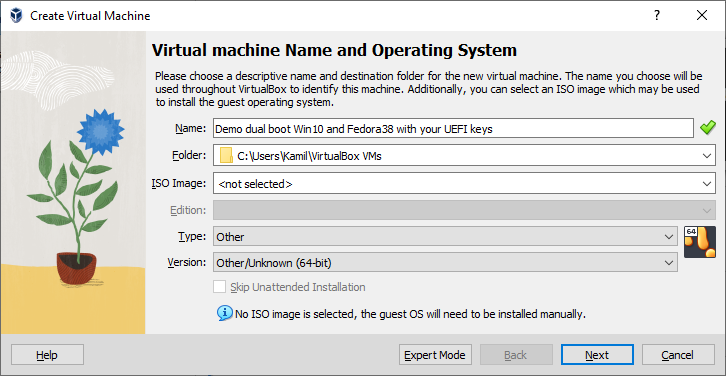 Create Virtual Machine
?
Virtual machine Name and Operating System
Please choose a descriptive name and destination folder for the new virtual machine. The name you choose will be
used throughout VirtualBox to identify this machine. Additionally, you can select an ISO image which may be used
to install the guest operating system.
Name: Demo dual boot Win10 and Fedora38 with your UEFI keys
Folder: C:\Users\Kamil\VirtualBox VMs
ISO Image: <not selected>
Edition:
Type: Other
64
Version: Other/Unknown (64-bit)
Skip Unattended Installation
No ISO image is selected, the guest OS will need to be installed manually.
Help Expert Mode Back Next Cancel